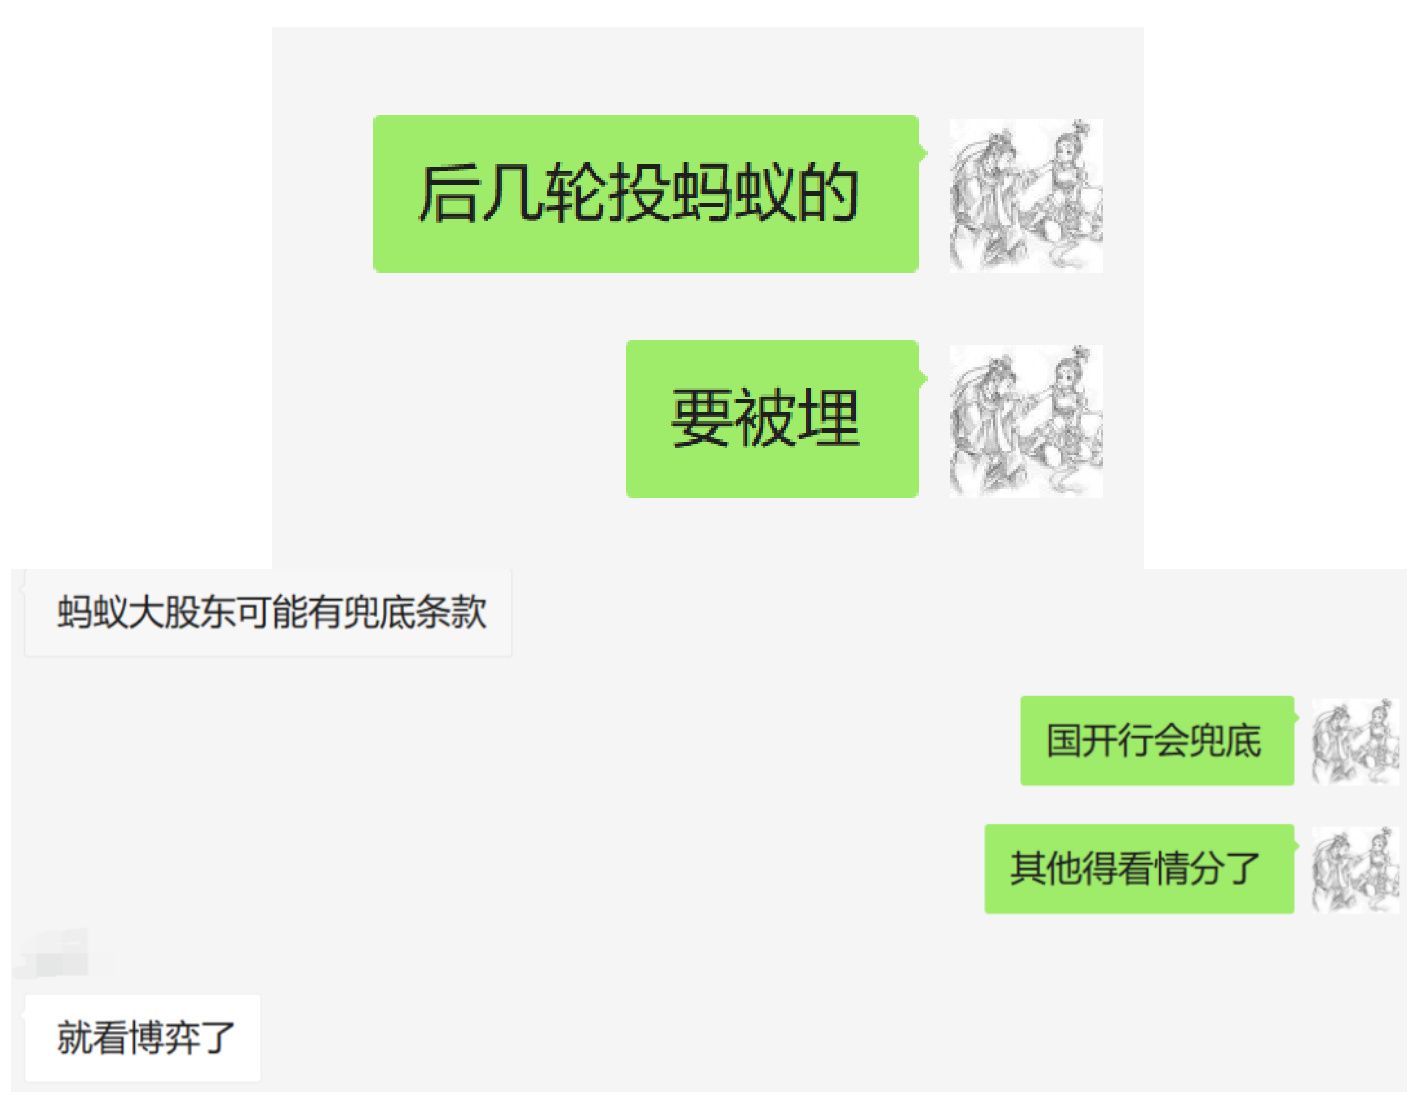 后几轮投蚂蚁的
要被埋
蚂蚁大股东可能有兜底条款
国开行会兜底
其他得看情分了
就看博弈了